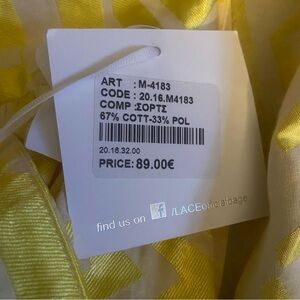 ART : M-4183
CODE : 20.16.M4183
COMP :ΣΟΡΤΣ
67% COTT-33% POL
20.16.32.00
PRICE: 89.00€
find us on f /LACEofficialpage